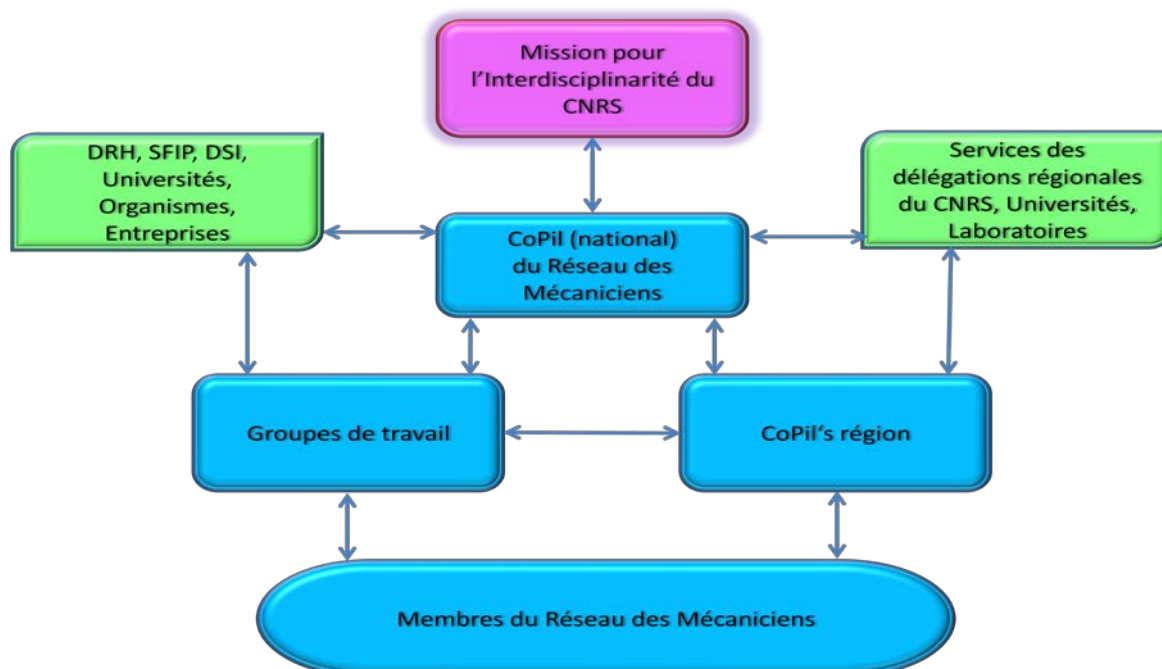 Mission pour
l'Interdisciplinarité du
CNRS
DRH, SFIP, DSI,
Universités,
Organismes,
Entreprises
Services des
délégations régionales
du CNRS, Universités,
Laboratoires
CoPil (national)
du Réseau des
Mécaniciens
Groupes de travail
CoPil‘s région
Membres du Réseau des Mécaniciens